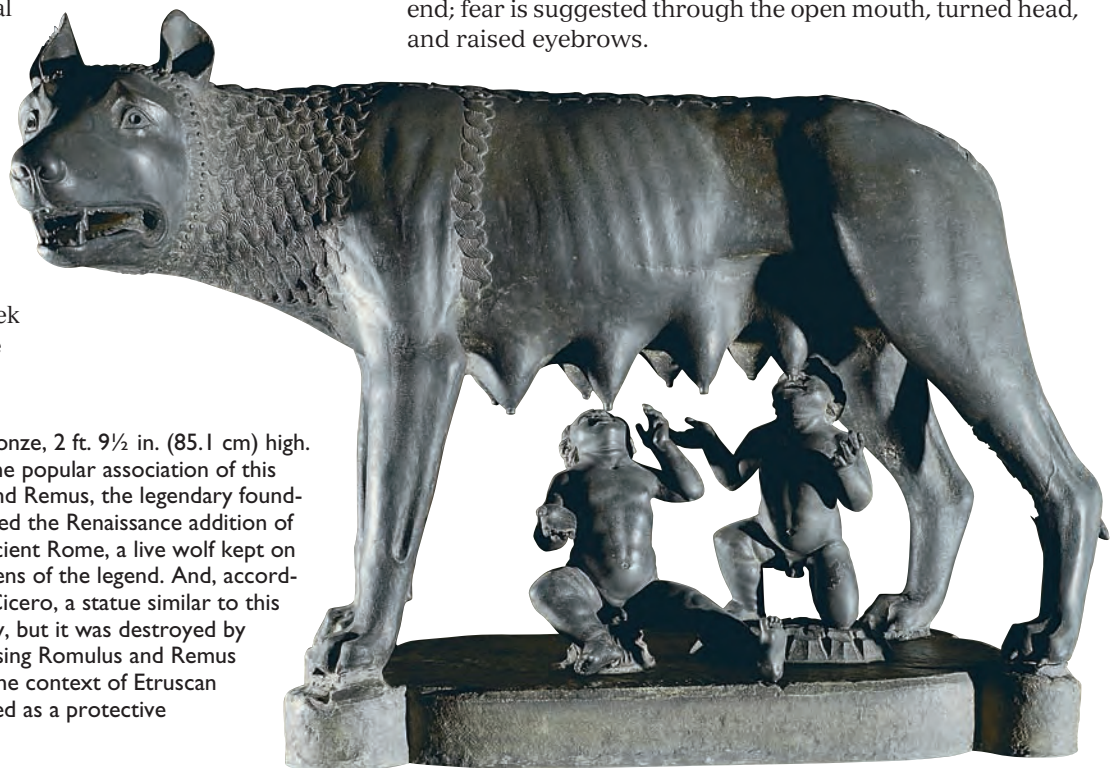 al
ek
onze, 2 ft. 9½ in. (85.1 cm) high.
he popular association of this
nd Remus, the legendary found-
ed the Renaissance addition of
cient Rome, a live wolf kept on
ens of the legend. And, accord-
Cicero, a statue similar to this
y, but it was destroyed by
sing Romulus and Remus
he context of Etruscan
ed as a protective
end; fear is suggested through the open mouth, turned head,
and raised eyebrows.